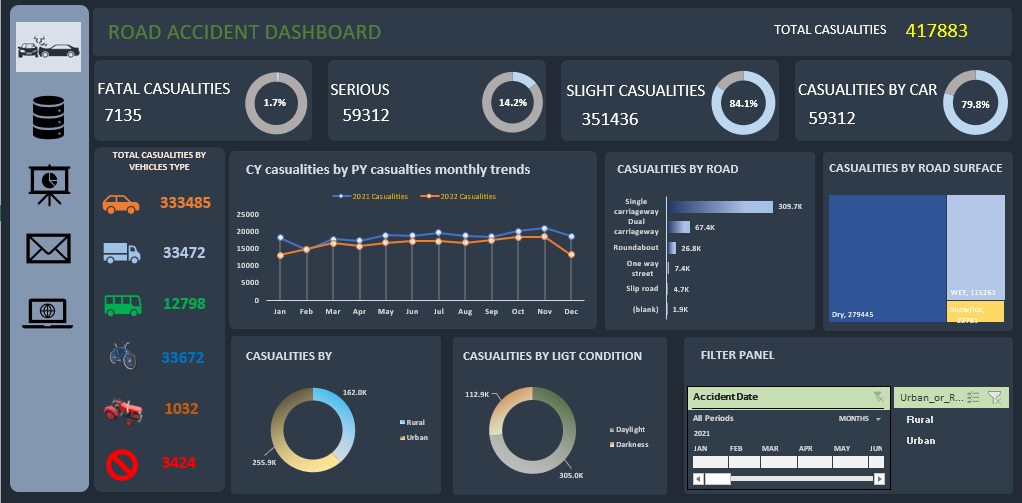 ROAD ACCIDENT DASHBOARD
TOTAL CASUALITIES 417883
FATAL CASUALITIES
7135
1.7%
SERIOUS
59312
14.2%
SLIGHT CASUALITIES
351436
84.1%
CASUALITIES BY CAR
59312
79.8%
TOTAL CASUALITIES BY
VEHICLES TYPE
333485
33472
12798
33672
1032
3424
CY casualities by PY casualties monthly trends
2021 Casualities
2022 Casualities
25000
20000
15000
10000
5000
0
Jan Feb Mar Apr May Jun Jul Aug Sep Oct Nov Dec
CASUALITIES BY ROAD
Single
carriageway
309.7K
Dual
carriageway
67.4K
Roundabout
26.8K
One way
street
7.4K
Slip road
4.7K
(blank)
1.9K
CASUALITIES BY ROAD SURFACE
Dry, 279445
WET, 115261
Snow/Ice,
22781
CASUALITIES BY
162.0K
255.9K
Rural
Urban
CASUALITIES BY LIGT CONDITION
112.9K
305.0K
Daylight
Darkness
FILTER PANEL
AccidentDate
All Periods
MONTHS
2021
JAN FEB MAR APR MAY JUN
Urban_or_R...
Rural
Urban